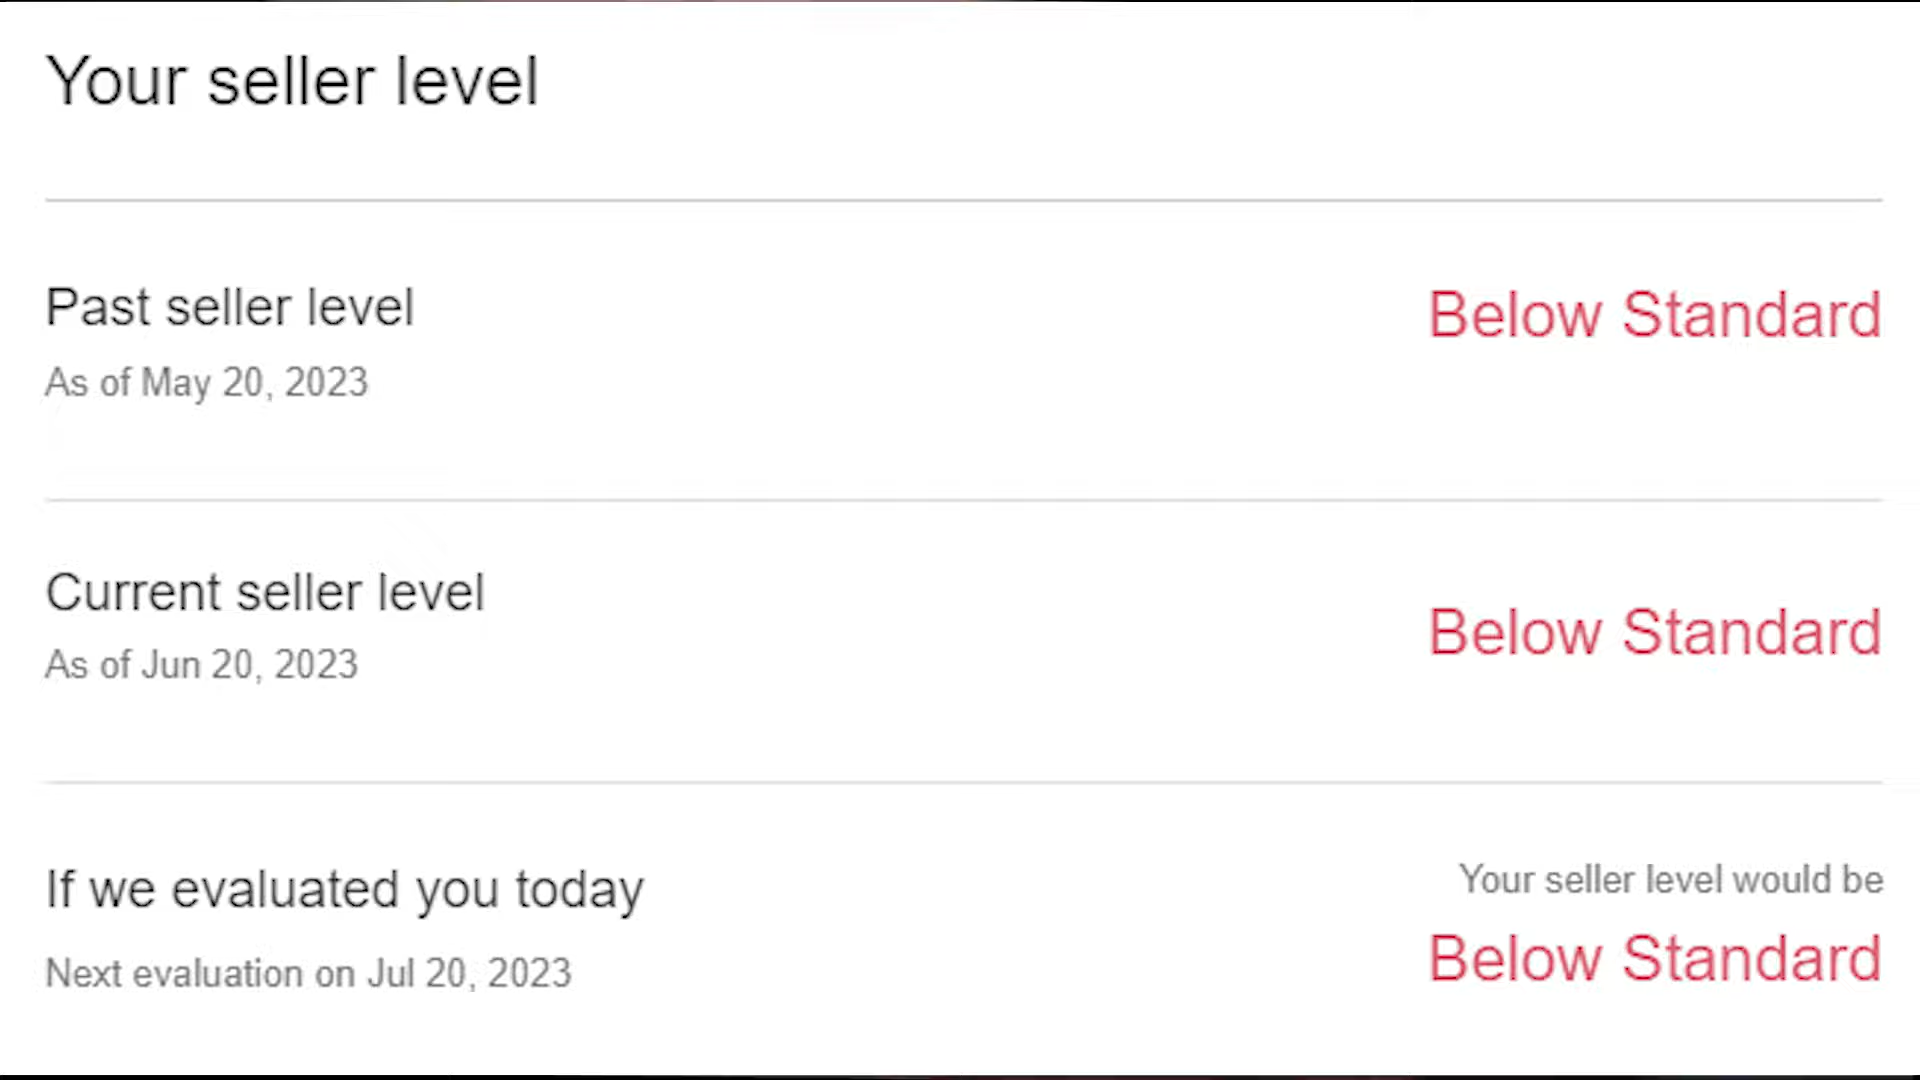 Your seller level
Past seller level
Below Standard
As of May 20, 2023
Current seller level
Below Standard
As of Jun 20, 2023
If we evaluated you today
Your seller level would be
Below Standard
Next evaluation on Jul 20, 2023